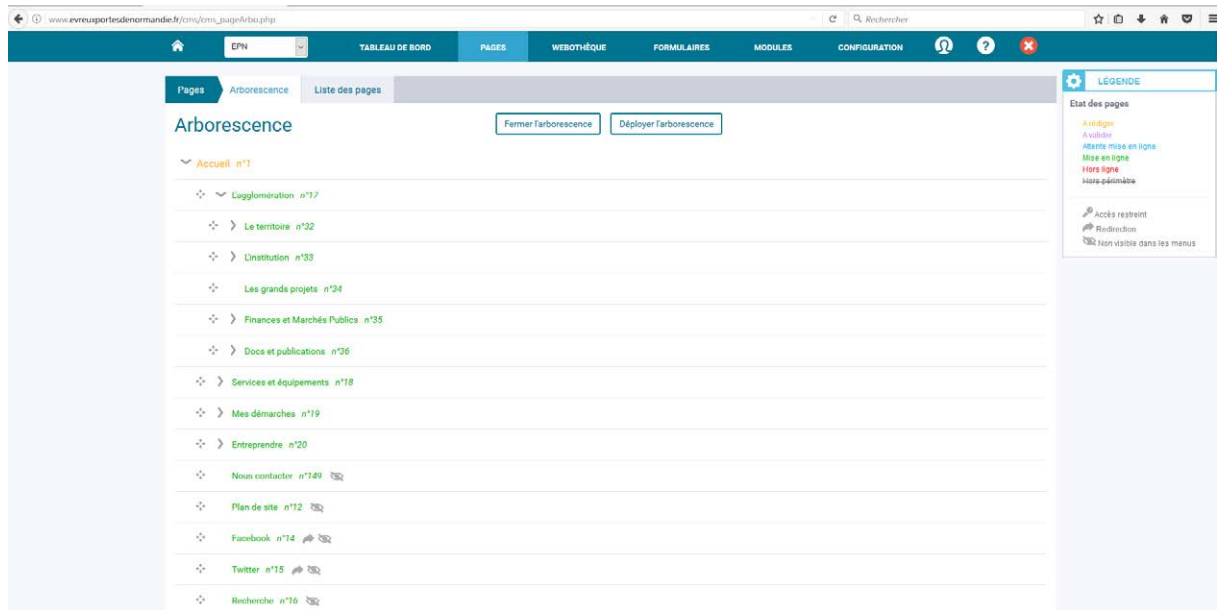 www.evreuxportesdenormandie.fr/cms/cms_pageArbo.php
Rechercher
EPN TABLEAU DE BORD PAGES WEBOTHÈQUE FORMULAIRES MODULES CONFIGURATION ?
Pages Arborescence Liste des pages
Arborescence Fermer l'arborescence Déployer l'arborescence
Accueil n°1
L'agglomération n°17
Le territoire n°32
L'institution n°33
Les grands projets n°34
Finances et Marchés Publics n°35
Docs et publications n°36
Services et équipements n°18
Mes démarches n°19
Entreprendre n°20
Nous contacter n°149
Plan de site n°12
Facebook n°14
Twitter n°15
Recherche n°16
LÉGENDE
Etat des pages
A rédiger
A valider
Attente mise en ligne
Mise en ligne
Hors ligne
Hors périmètre
Accès restreint
Redirection
Non visible dans les menus